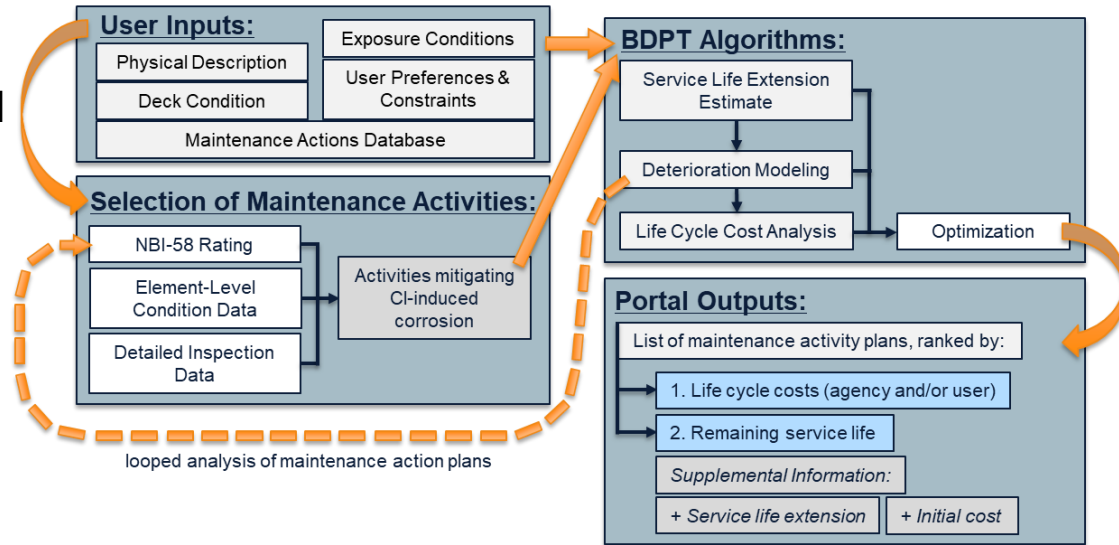 User Inputs:
Physical Description
Deck Condition
Exposure Conditions
User Preferences &
Constraints
Maintenance Actions Database
Selection of Maintenance Activities:
NBI-58 Rating
Element-Level
Condition Data
Detailed Inspection
Data
Activities mitigating
Cl-induced
corrosion
looped analysis of maintenance action plans
BDPT Algorithms:
Service Life Extension
Estimate
Deterioration Modeling
Life Cycle Cost Analysis
Optimization
Portal Outputs:
List of maintenance activity plans, ranked by:
1. Life cycle costs (agency and/or user)
2. Remaining service life
Supplemental Information:
+ Service life extension
+ Initial cost